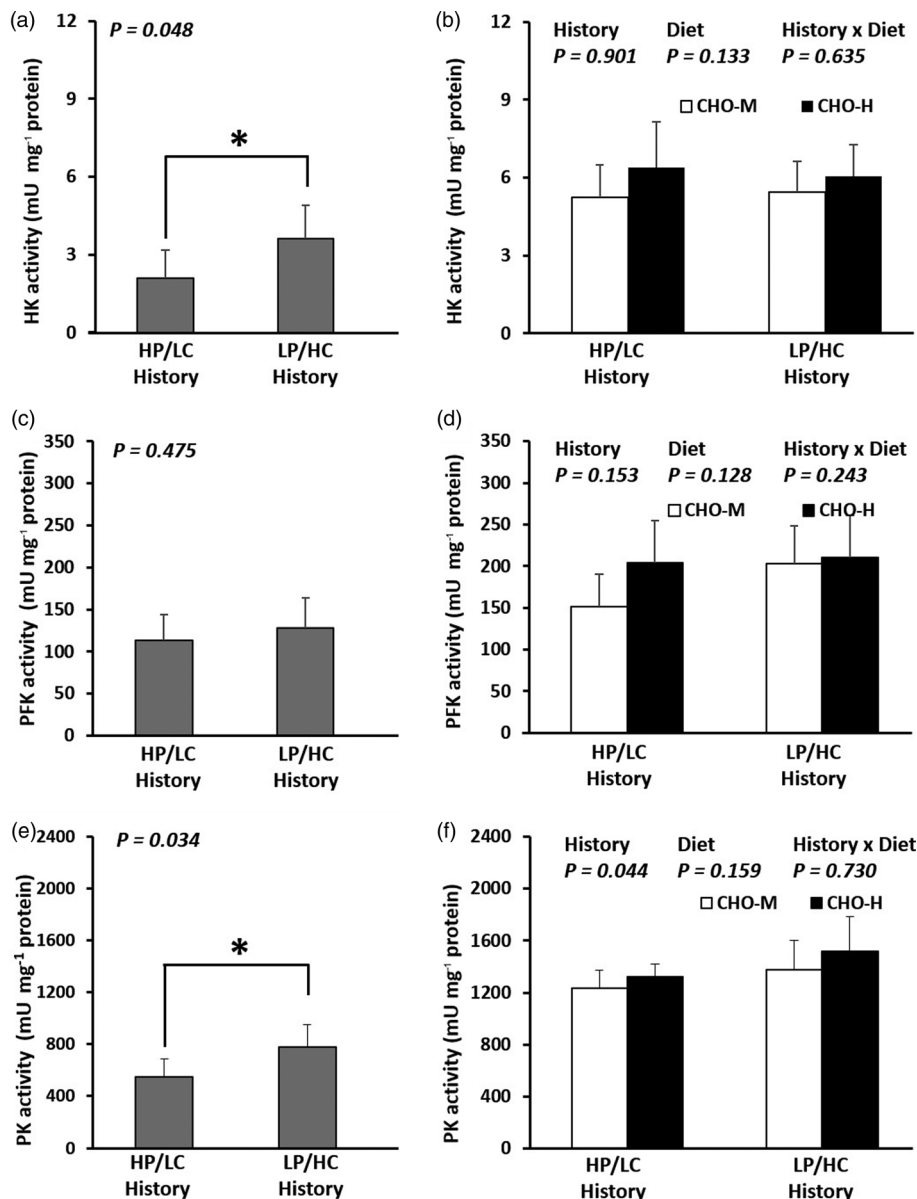 (a)
HK activity (mU mg⁻¹ protein)
12
9
6
3
0
P = 0.048
*
HP/LC
History
LP/HC
History
(b)
HK activity (mU mg⁻¹ protein)
12
9
6
3
0
History Diet History x Diet
P = 0.901 P = 0.133 P = 0.635
CHO-M CHO-H
HP/LC
History
LP/HC
History
(c)
PFK activity (mU mg⁻¹ protein)
350
300
250
200
150
100
50
0
P = 0.475
HP/LC
History
LP/HC
History
(d)
PFK activity (mU mg⁻¹ protein)
350
300
250
200
150
100
50
0
History Diet History x Diet
P = 0.153 P = 0.128 P = 0.243
CHO-M CHO-H
HP/LC
History
LP/HC
History
(e)
PK activity (mU mg⁻¹ protein)
2400
2000
1600
1200
800
400
0
P = 0.034
*
HP/LC
History
LP/HC
History
(f)
PK activity (mU mg⁻¹ protein)
2400
2000
1600
1200
800
400
0
History Diet History x Diet
P = 0.044 P = 0.159 P = 0.730
CHO-M CHO-H
HP/LC
History
LP/HC
History